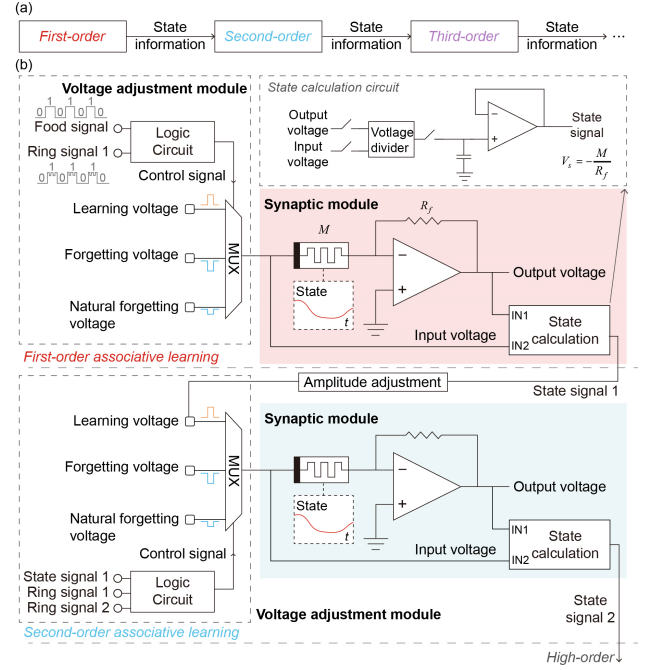 (a)
First-order
State
information
Second-order
State
information
Third-order
State
information
...
(b)
Voltage adjustment module
0 1 0 1 0 1 0
Food signal
Ring signal 1
0 1 0 1 0 1 0
Logic
Circuit
Control signal
Learning voltage
Forgetting voltage
Natural forgetting
voltage
MUX
First-order associative learning
State calculation circuit
Output
voltage
Input
voltage
Votlage
divider
−
+
State
signal
V_s = −M/R_f
Synaptic module
M
R_f
−
+
State
t
Output voltage
Input voltage
IN1
IN2
State
calculation
Amplitude adjustment
State signal 1
Learning voltage
Forgetting voltage
Natural forgetting
voltage
MUX
Control signal
State signal 1
Ring signal 1
Ring signal 2
Logic
Circuit
Second-order associative learning
Synaptic module
−
+
State
t
Output voltage
Input voltage
IN1
IN2
State
calculation
Voltage adjustment module
State
signal 2
High-order